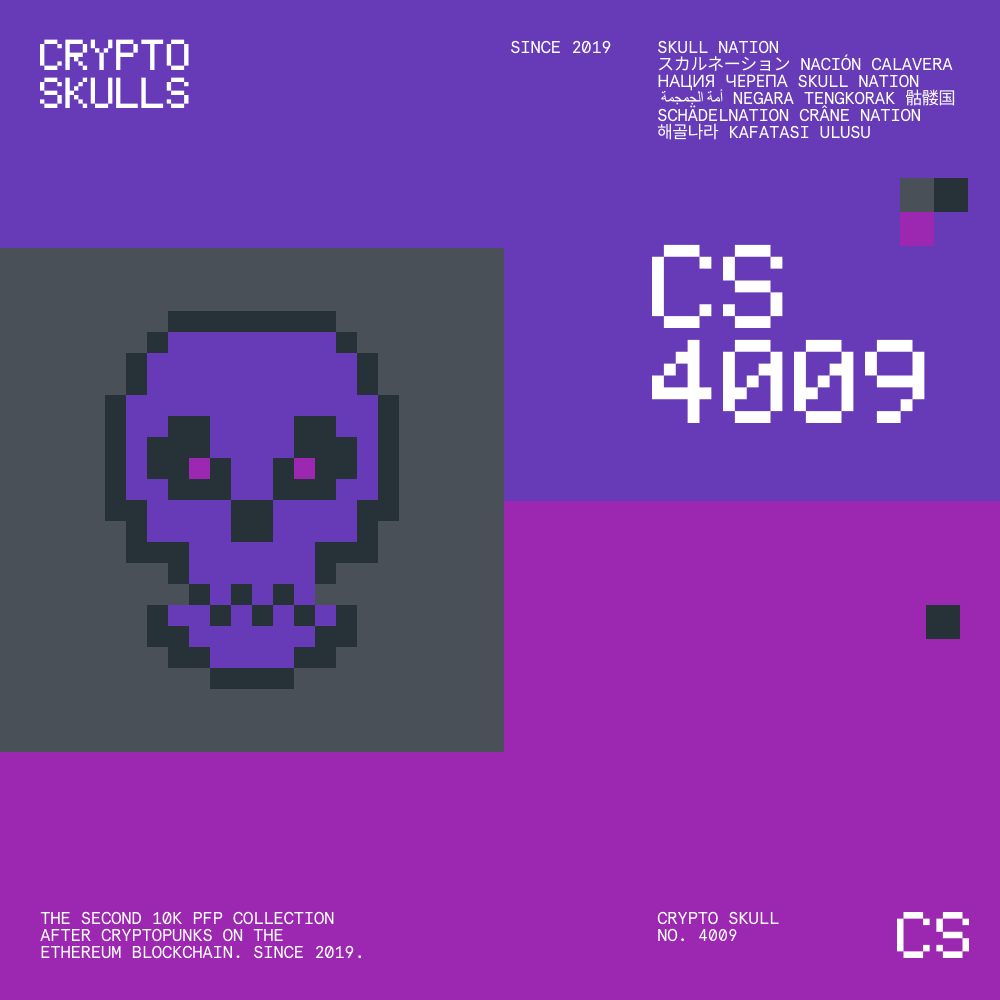 CRYPTO
SKULLS
SINCE 2019
SKULL NATION
スカルネーション NACIÓN CALAVERA
НАЦИЯ ЧЕРЕПА SKULL NATION
أمة الجمجمة NEGARA TENGKORAK 骷髅国
SCHÄDELNATION CRÂNE NATION
해골나라 KAFATASI ULUSU
CS
4009
THE SECOND 10K PFP COLLECTION
AFTER CRYPTOPUNKS ON THE
ETHEREUM BLOCKCHAIN. SINCE 2019.
CRYPTO SKULL
NO. 4009
CS